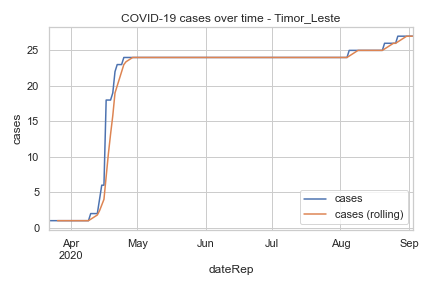 COVID-19 cases over time - Timor_Leste
cases
25
20
15
10
5
0
cases
cases (rolling)
Apr
2020
May
Jun
Jul
Aug
Sep
dateRep